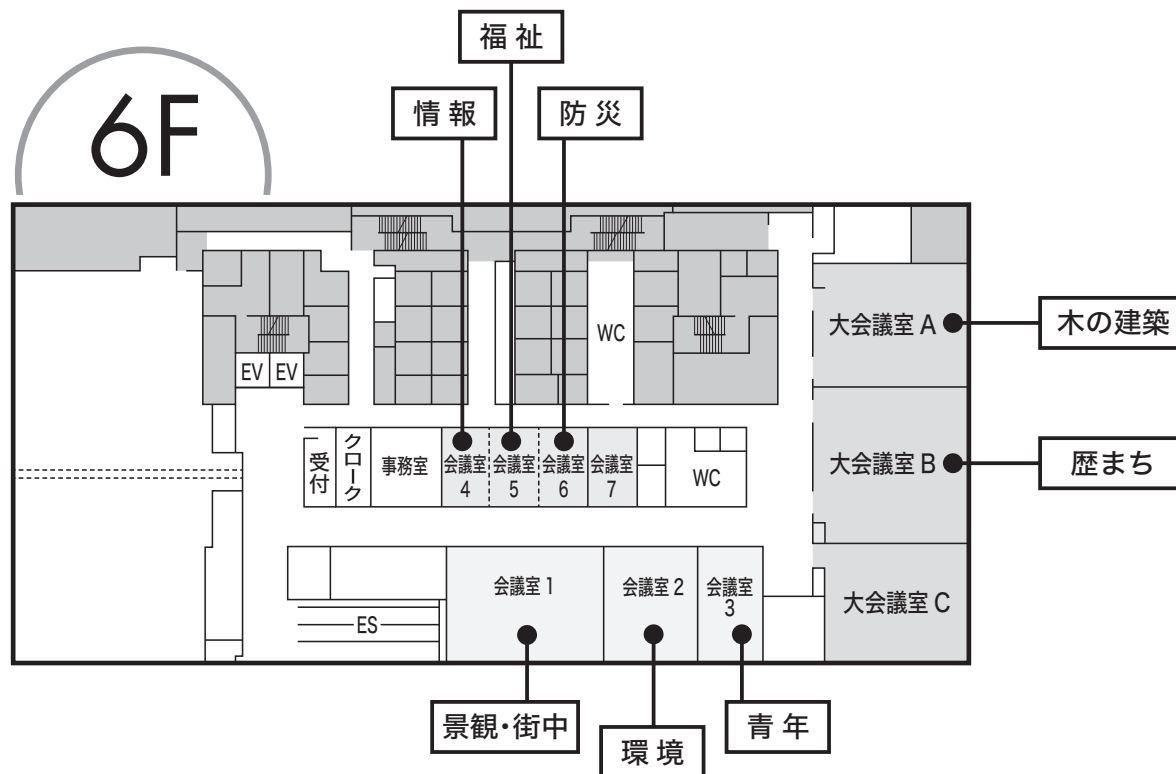 福祉
情報
防災
6F
WC
大会議室 A
木の建築
EV
EV
受付
クローク
事務室
会議室
4
会議室
5
会議室
6
会議室
7
WC
大会議室 B
歴まち
会議室 1
会議室 2
会議室
3
大会議室 C
ES
景観・街中
環境
青年